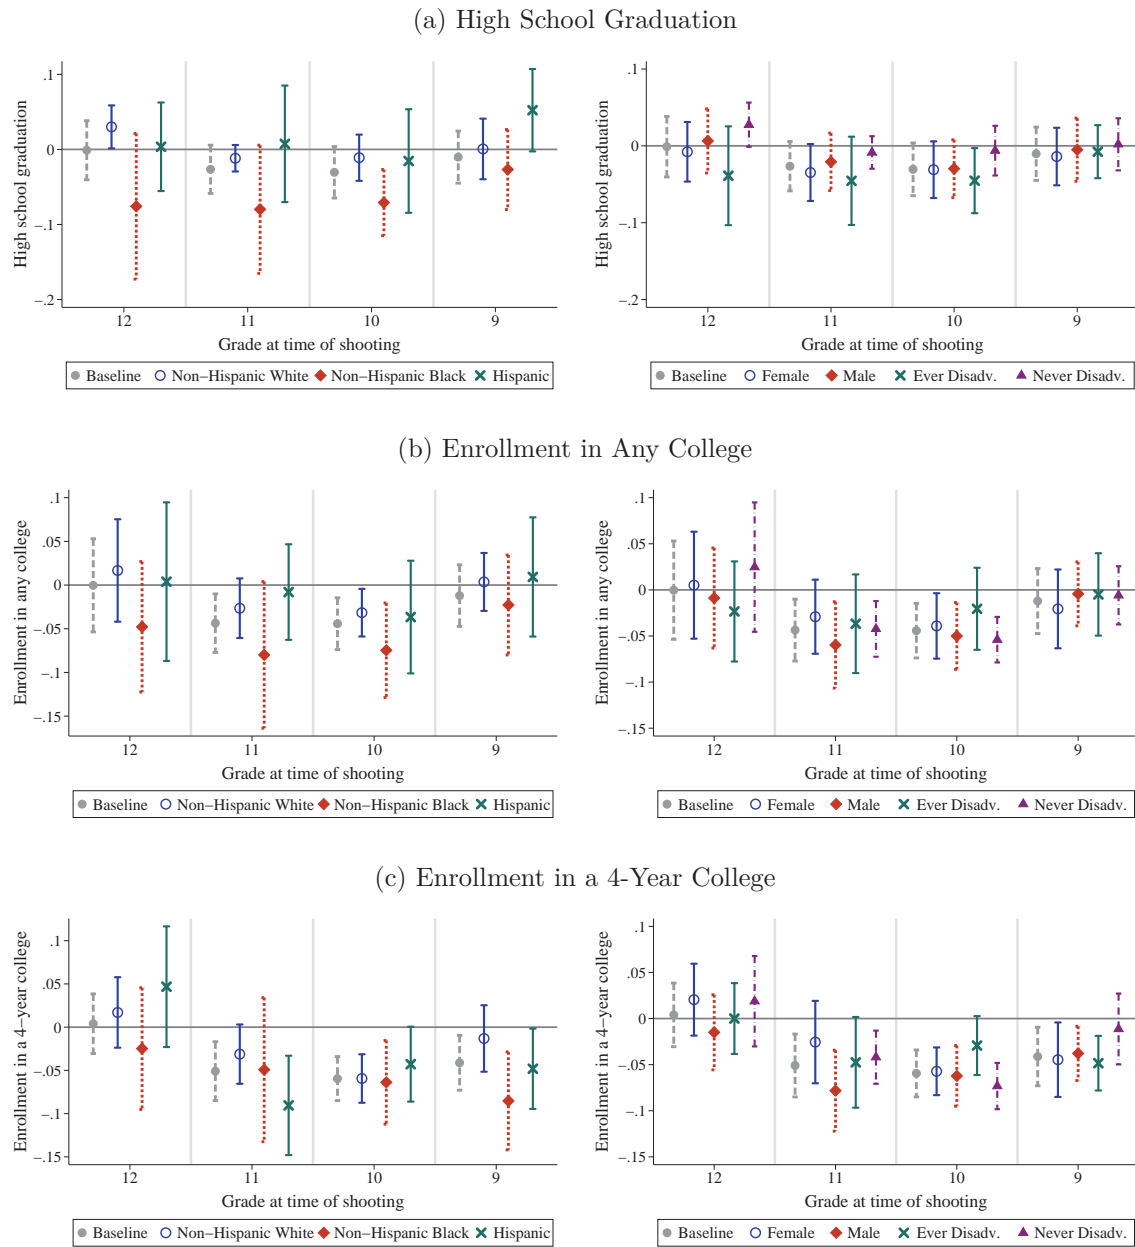 (a) High School Graduation
High school graduation
.1
0
−.1
−.2
12 11 10 9
Grade at time of shooting
Baseline Non−Hispanic White Non−Hispanic Black Hispanic
High school graduation
.1
0
−.1
−.2
12 11 10 9
Grade at time of shooting
Baseline Female Male Ever Disadv. Never Disadv.
(b) Enrollment in Any College
Enrollment in any college
.1
.05
0
−.05
−.1
−.15
12 11 10 9
Grade at time of shooting
Baseline Non−Hispanic White Non−Hispanic Black Hispanic
Enrollment in any college
.1
.05
0
−.05
−.1
−.15
12 11 10 9
Grade at time of shooting
Baseline Female Male Ever Disadv. Never Disadv.
(c) Enrollment in a 4-Year College
Enrollment in a 4−year college
.1
.05
0
−.05
−.1
−.15
12 11 10 9
Grade at time of shooting
Baseline Non−Hispanic White Non−Hispanic Black Hispanic
Enrollment in a 4−year college
.1
.05
0
−.05
−.1
−.15
12 11 10 9
Grade at time of shooting
Baseline Female Male Ever Disadv. Never Disadv.